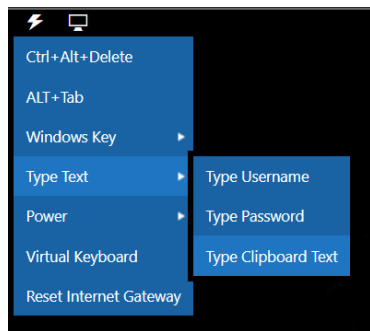 Ctrl+Alt+Delete
ALT+Tab
Windows Key
Type Text
Type Username
Power
Type Password
Virtual Keyboard
Type Clipboard Text
Reset Internet Gateway